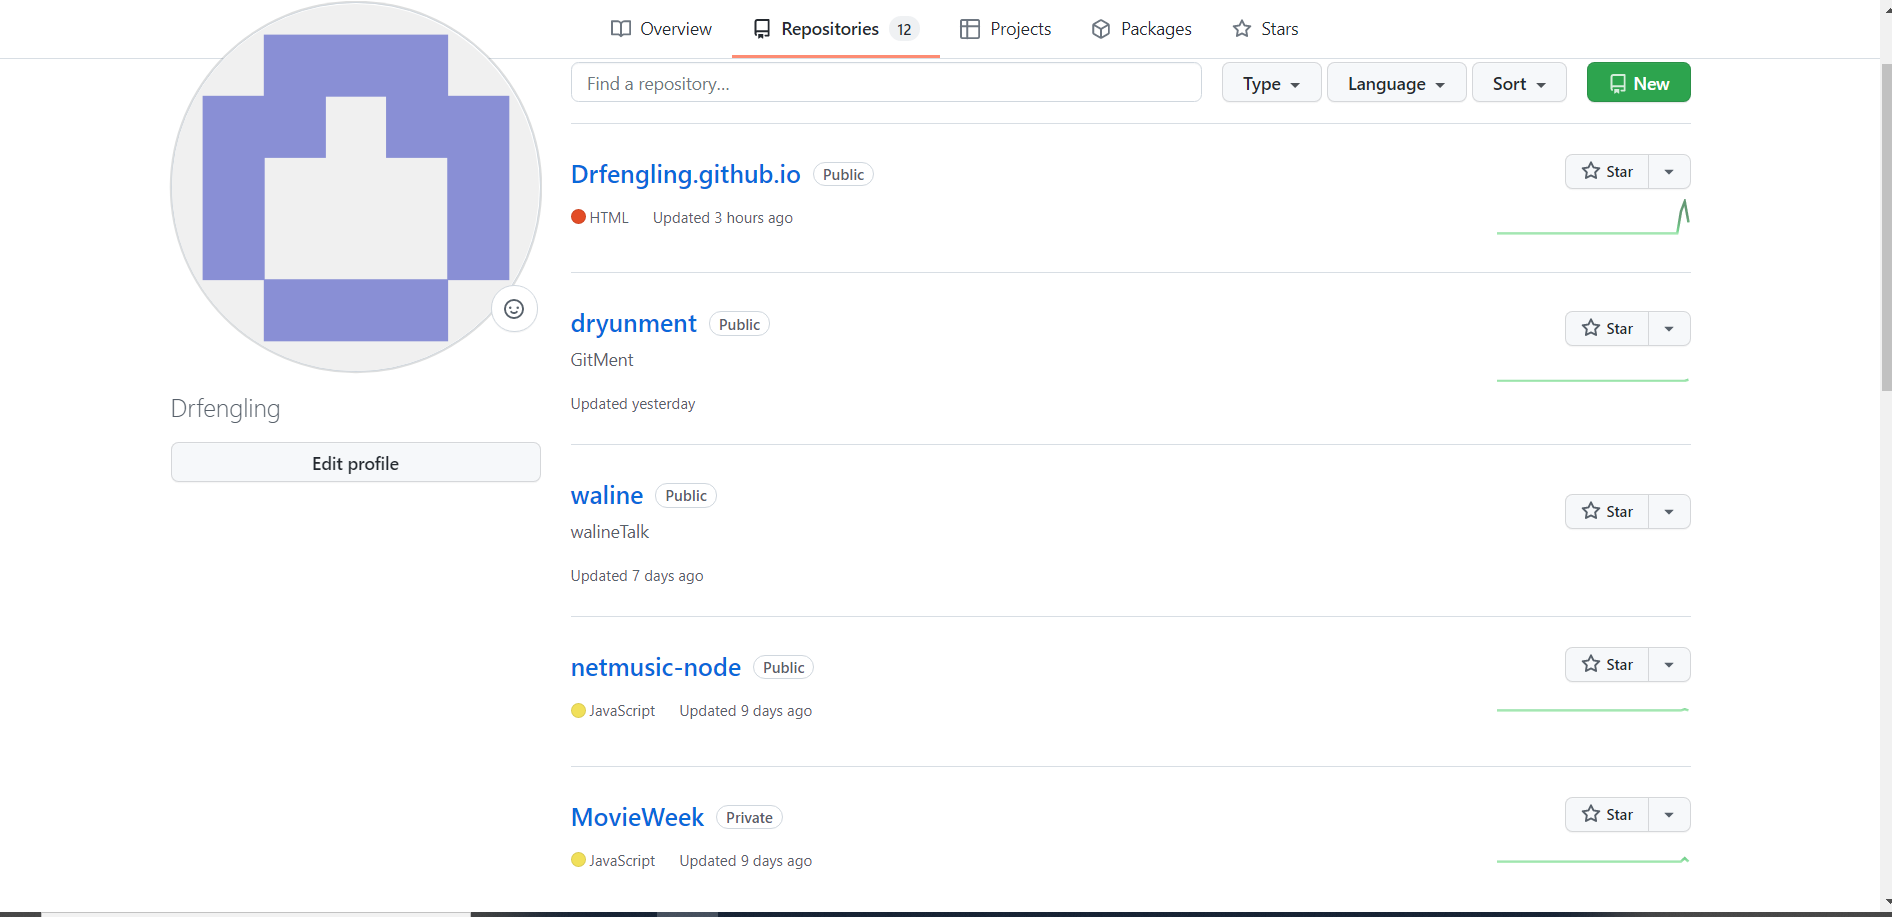 Overview Repositories 12 Projects Packages Stars
Find a repository... Type Language Sort New
Drfengling.github.io Public Star
HTML Updated 3 hours ago
dryunment Public Star
GitMent
Updated yesterday
Drfengling
Edit profile
waline Public Star
walineTalk
Updated 7 days ago
netmusic-node Public Star
JavaScript Updated 9 days ago
MovieWeek Private Star
JavaScript Updated 9 days ago